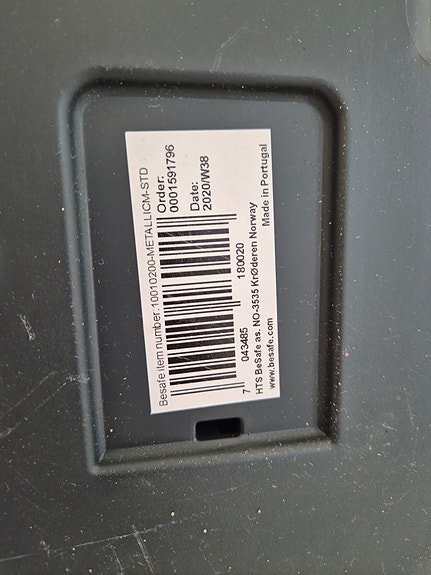 Besafe item number:10010200-METALLICM-STD
Order:
0001591796
Date:
2020/W38
7 043485 180020
HTS BeSafe as. NO-3535 KrØderen Norway
www.besafe.com Made in Portugal